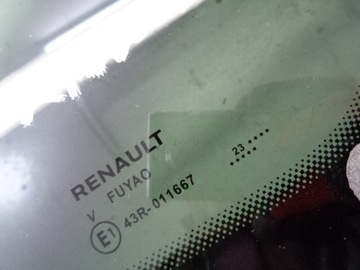 RENAULT
V FUYAO
E1 43R-011667
..23 ....
.....